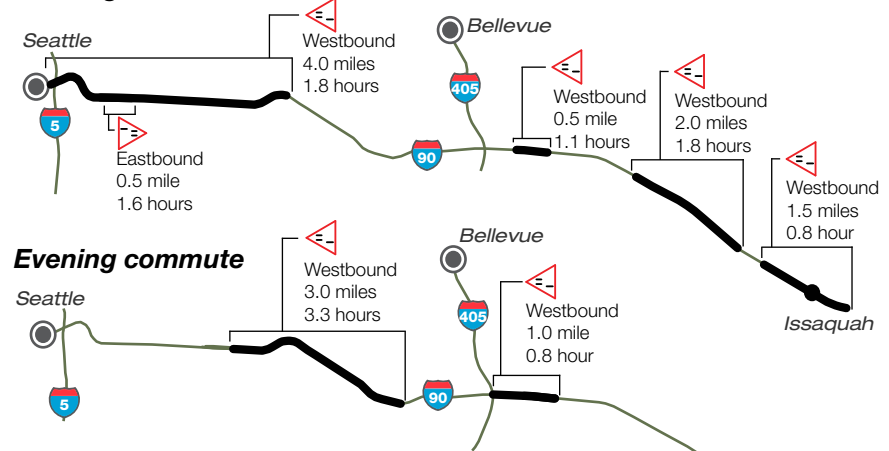 Seattle
Westbound
4.0 miles
1.8 hours
5
Eastbound
0.5 mile
1.6 hours
Bellevue
405
90
Westbound
0.5 mile
1.1 hours
Westbound
2.0 miles
1.8 hours
Westbound
1.5 miles
0.8 hour
Issaquah
Evening commute
Seattle
5
Westbound
3.0 miles
3.3 hours
Bellevue
405
90
Westbound
1.0 mile
0.8 hour